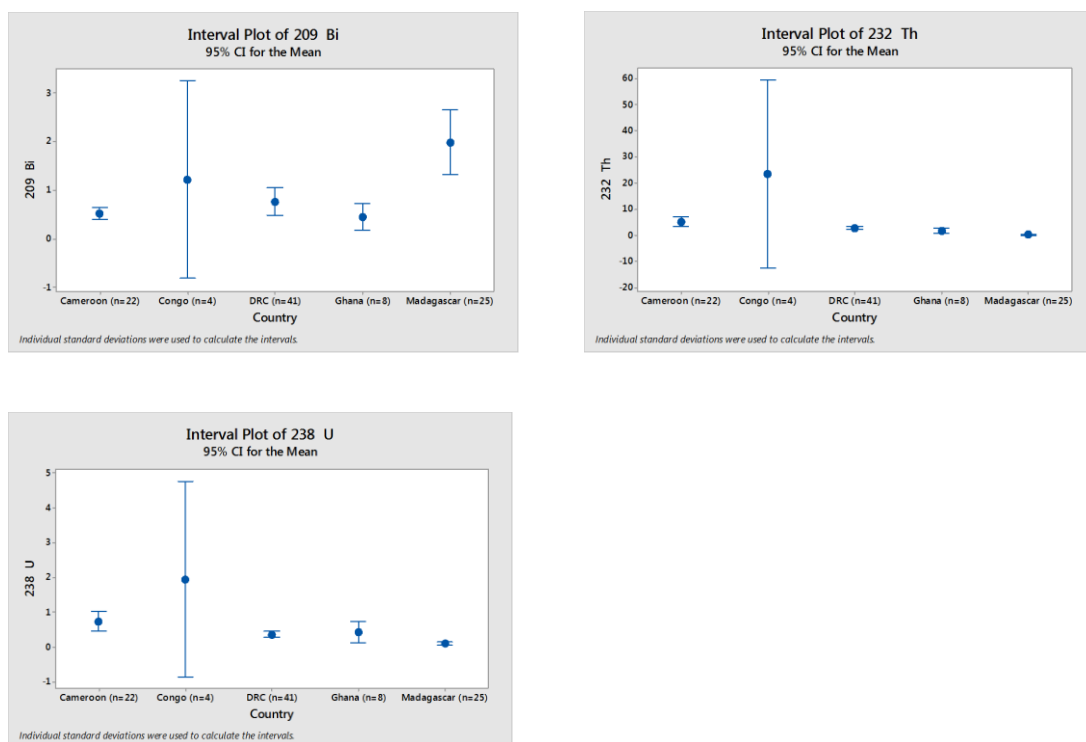 Interval Plot of 209 Bi
95% CI for the Mean
3
2
1
0
-1
209 Bi
Cameroon (n=22) Congo (n=4) DRC (n=41) Ghana (n=8) Madagascar (n=25)
Country
Individual standard deviations were used to calculate the intervals.
Interval Plot of 232 Th
95% CI for the Mean
60
50
40
30
20
10
0
-10
-20
232 Th
Cameroon (n=22) Congo (n=4) DRC (n=41) Ghana (n=8) Madagascar (n=25)
Country
Individual standard deviations were used to calculate the intervals.
Interval Plot of 238 U
95% CI for the Mean
5
4
3
2
1
0
-1
238 U
Cameroon (n=22) Congo (n=4) DRC (n=41) Ghana (n=8) Madagascar (n=25)
Country
Individual standard deviations were used to calculate the intervals.